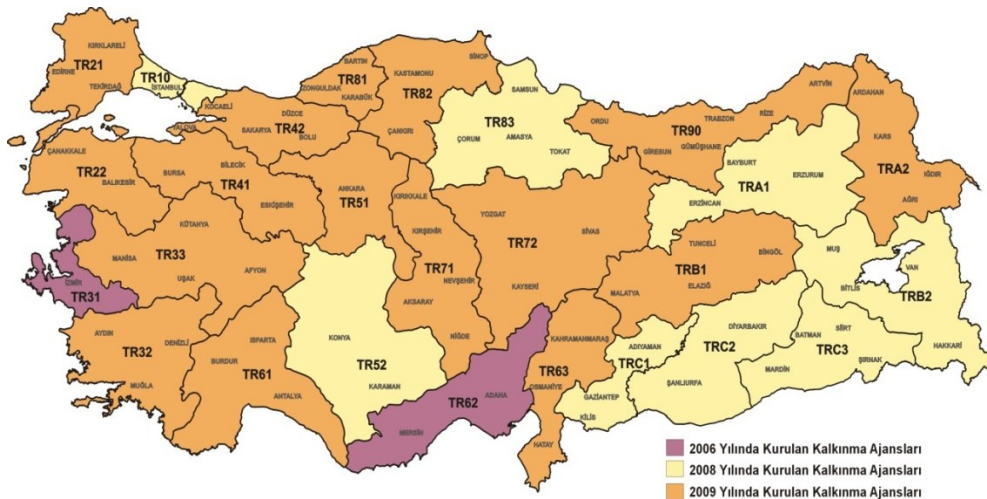 KIRKLARELİ
TR21
EDİRNE
TEKİRDAĞ
TR10
İSTANBUL
KOCAELİ
YALOVA
BARTIN
TR81
ZONGULDAK
KARABÜK
SİNOP
KASTAMONU
TR82
ÇANKIRI
DÜZCE
SAKARYA
TR42
BOLU
SAMSUN
TR83
ÇORUM
AMASYA
TOKAT
ORDU
TR90
TRABZON
RİZE
ARTVİN
GİRESUN
GÜMÜŞHANE
ARDAHAN
KARS
TRA2
IĞDIR
AĞRI
BAYBURT
ERZURUM
TRA1
ERZİNCAN
ÇANAKKALE
TR22
BALIKESİR
BURSA
BİLECİK
TR41
ESKİŞEHİR
ANKARA
TR51
KIRIKKALE
KIRŞEHİR
TR71
NEVŞEHİR
AKSARAY
NİĞDE
YOZGAT
SİVAS
TR72
KAYSERİ
TUNCELİ
BİNGÖL
TRB1
ELAZIĞ
MALATYA
MUŞ
BİTLİS
VAN
TRB2
HAKKARİ
KÜTAHYA
MANİSA
TR33
UŞAK
AFYON
İZMİR
TR31
AYDIN
DENİZLİ
TR32
MUĞLA
ISPARTA
BURDUR
TR61
ANTALYA
KONYA
TR52
KARAMAN
TR62
ADAHA
MERSİN
KAHRAMANMARAŞ
TR63
OSMANİYE
HATAY
ADIYAMAN
TRC1
GAZİANTEP
KİLİS
DİYARBAKIR
TRC2
ŞANLIURFA
BATMAN
SİİRT
TRC3
ŞIRNAK
MARDİN
2006 Yılında Kurulan Kalkınma Ajansları
2008 Yılında Kurulan Kalkınma Ajansları
2009 Yılında Kurulan Kalkınma Ajansları